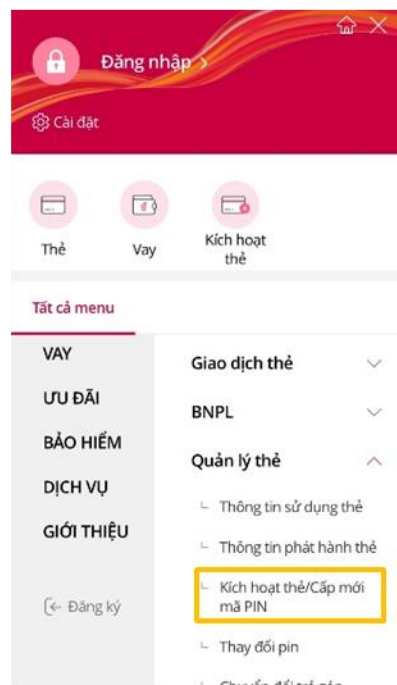 Đăng nhập >
Cài đặt
Thẻ
Vay
Kích hoạt
thẻ
Tất cả menu
VAY
ƯU ĐÃI
BẢO HIỂM
DỊCH VỤ
GIỚI THIỆU
Đăng ký
Giao dịch thẻ
BNPL
Quản lý thẻ
Thông tin sử dụng thẻ
Thông tin phát hành thẻ
Kích hoạt thẻ/Cấp mới
mã PIN
Thay đổi pin